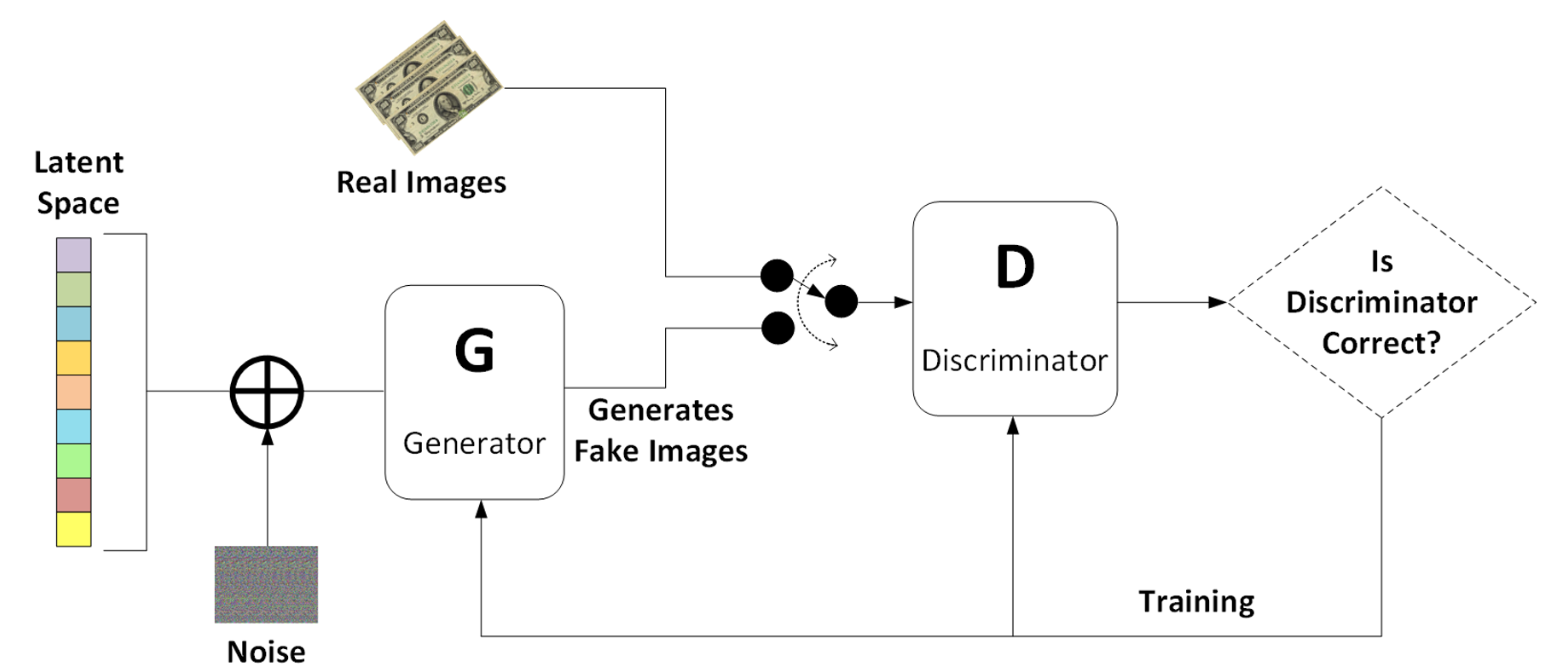 Latent
Space
Real Images
G
Generator
Generates
Fake Images
D
Discriminator
Is
Discriminator
Correct?
Training
Noise